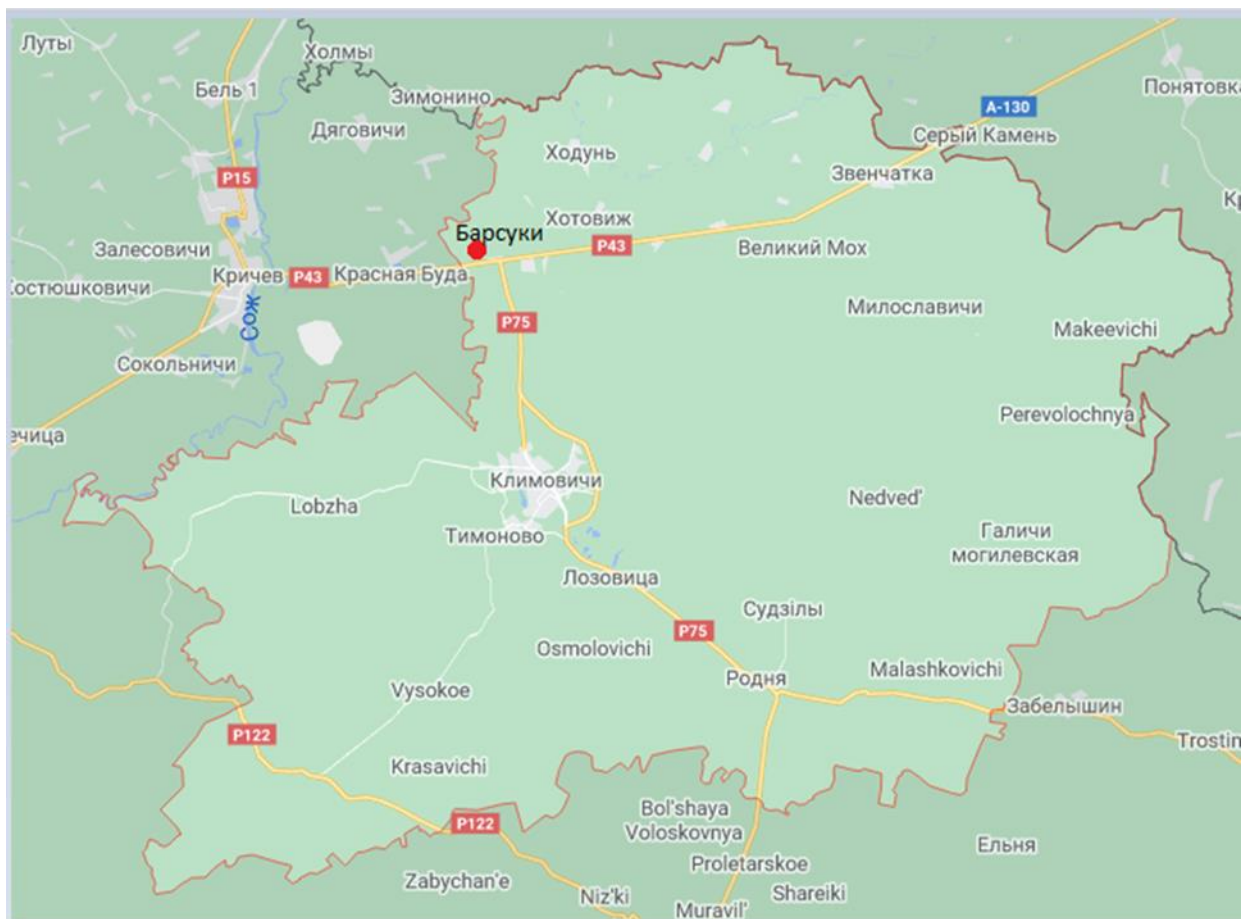 Луты
Холмы
Бель 1
Зимонино
Дяговичи
Понятовка
А-130
Серый Камень
Ходунь
Звенчатка
P15
Кр
Хотовиж
Барсуки
P43
Великий Мох
Залесовичи
Кричев
P43
Красная Буда
Костюшковичи
Сож
P75
Милославичи
Makeevichi
Сокольничи
Perevolochnya
ечица
Климовичи
Lobzha
Nedved'
Тимоново
Галичи
могилевская
Лозовица
Судзілы
P75
Osmolovichi
Родня
Malashkovichi
Vysokoe
Забелышин
P122
Trostin
Krasavichi
Bol'shaya
Voloskovnya
P122
Ельня
Proletarskoe
Zabychan'e
Niz'ki
Shareiki
Muravil'